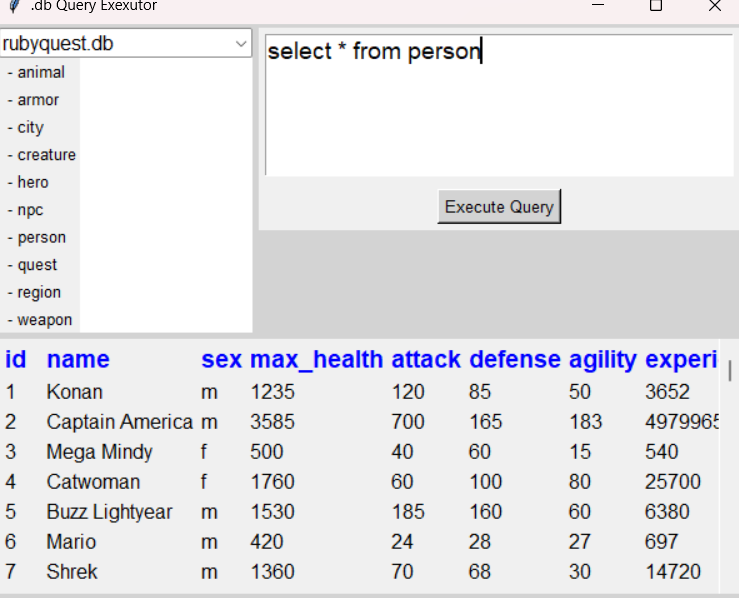 .db Query Exexutor
rubyquest.db
- animal
- armor
- city
- creature
- hero
- npc
- person
- quest
- region
- weapon
select * from person
Execute Query
id name sex max_health attack defense agility experi
1 Konan m 1235 120 85 50 3652
2 Captain America m 3585 700 165 183 4979965
3 Mega Mindy f 500 40 60 15 540
4 Catwoman f 1760 60 100 80 25700
5 Buzz Lightyear m 1530 185 160 60 6380
6 Mario m 420 24 28 27 697
7 Shrek m 1360 70 68 30 14720